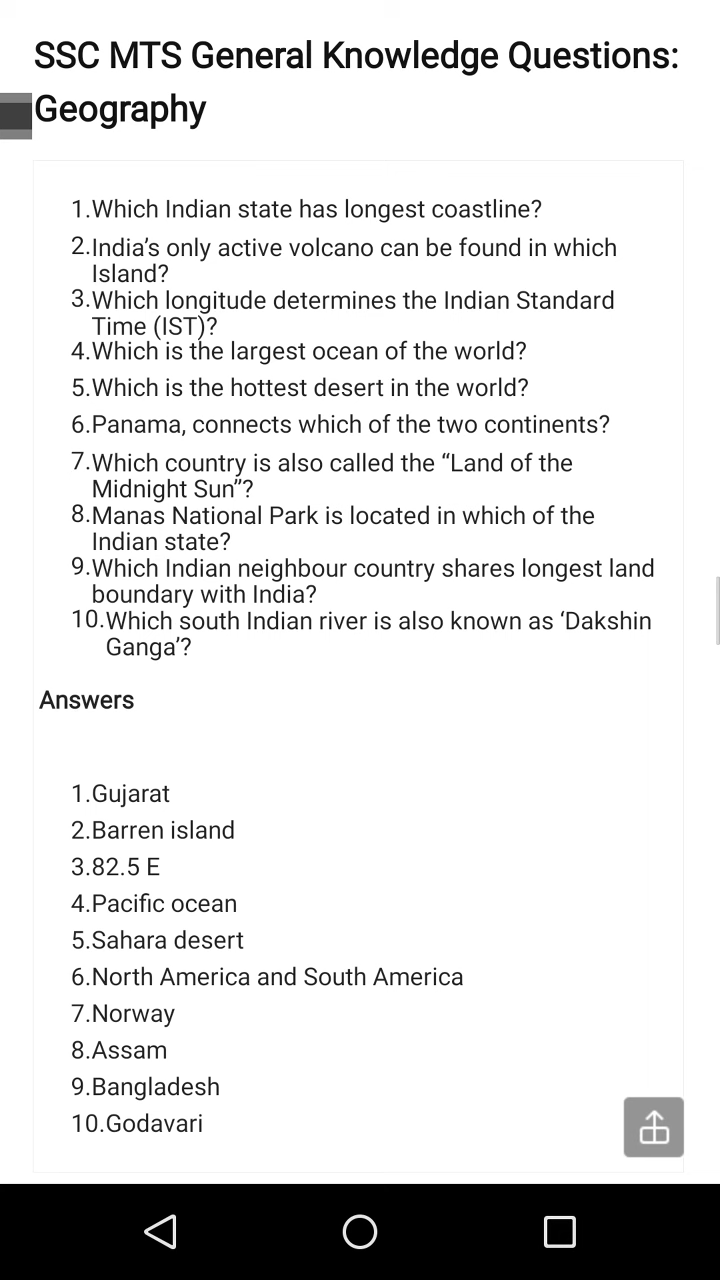 SSC MTS General Knowledge Questions:
Geography
1.Which Indian state has longest coastline?
2.India’s only active volcano can be found in which
Island?
3.Which longitude determines the Indian Standard
Time (IST)?
4.Which is the largest ocean of the world?
5.Which is the hottest desert in the world?
6.Panama, connects which of the two continents?
7.Which country is also called the “Land of the
Midnight Sun”?
8.Manas National Park is located in which of the
Indian state?
9.Which Indian neighbour country shares longest land
boundary with India?
10.Which south Indian river is also known as ‘Dakshin
Ganga’?
Answers
1.Gujarat
2.Barren island
3.82.5 E
4.Pacific ocean
5.Sahara desert
6.North America and South America
7.Norway
8.Assam
9.Bangladesh
10.Godavari